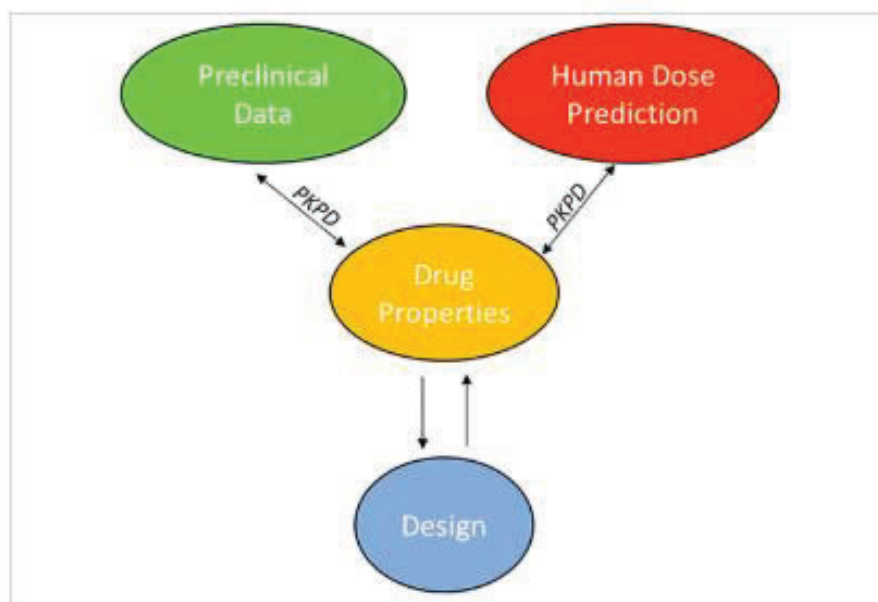 Preclinical
Data
Human Dose
Prediction
PKPD
PKPD
Drug
Properties
Design